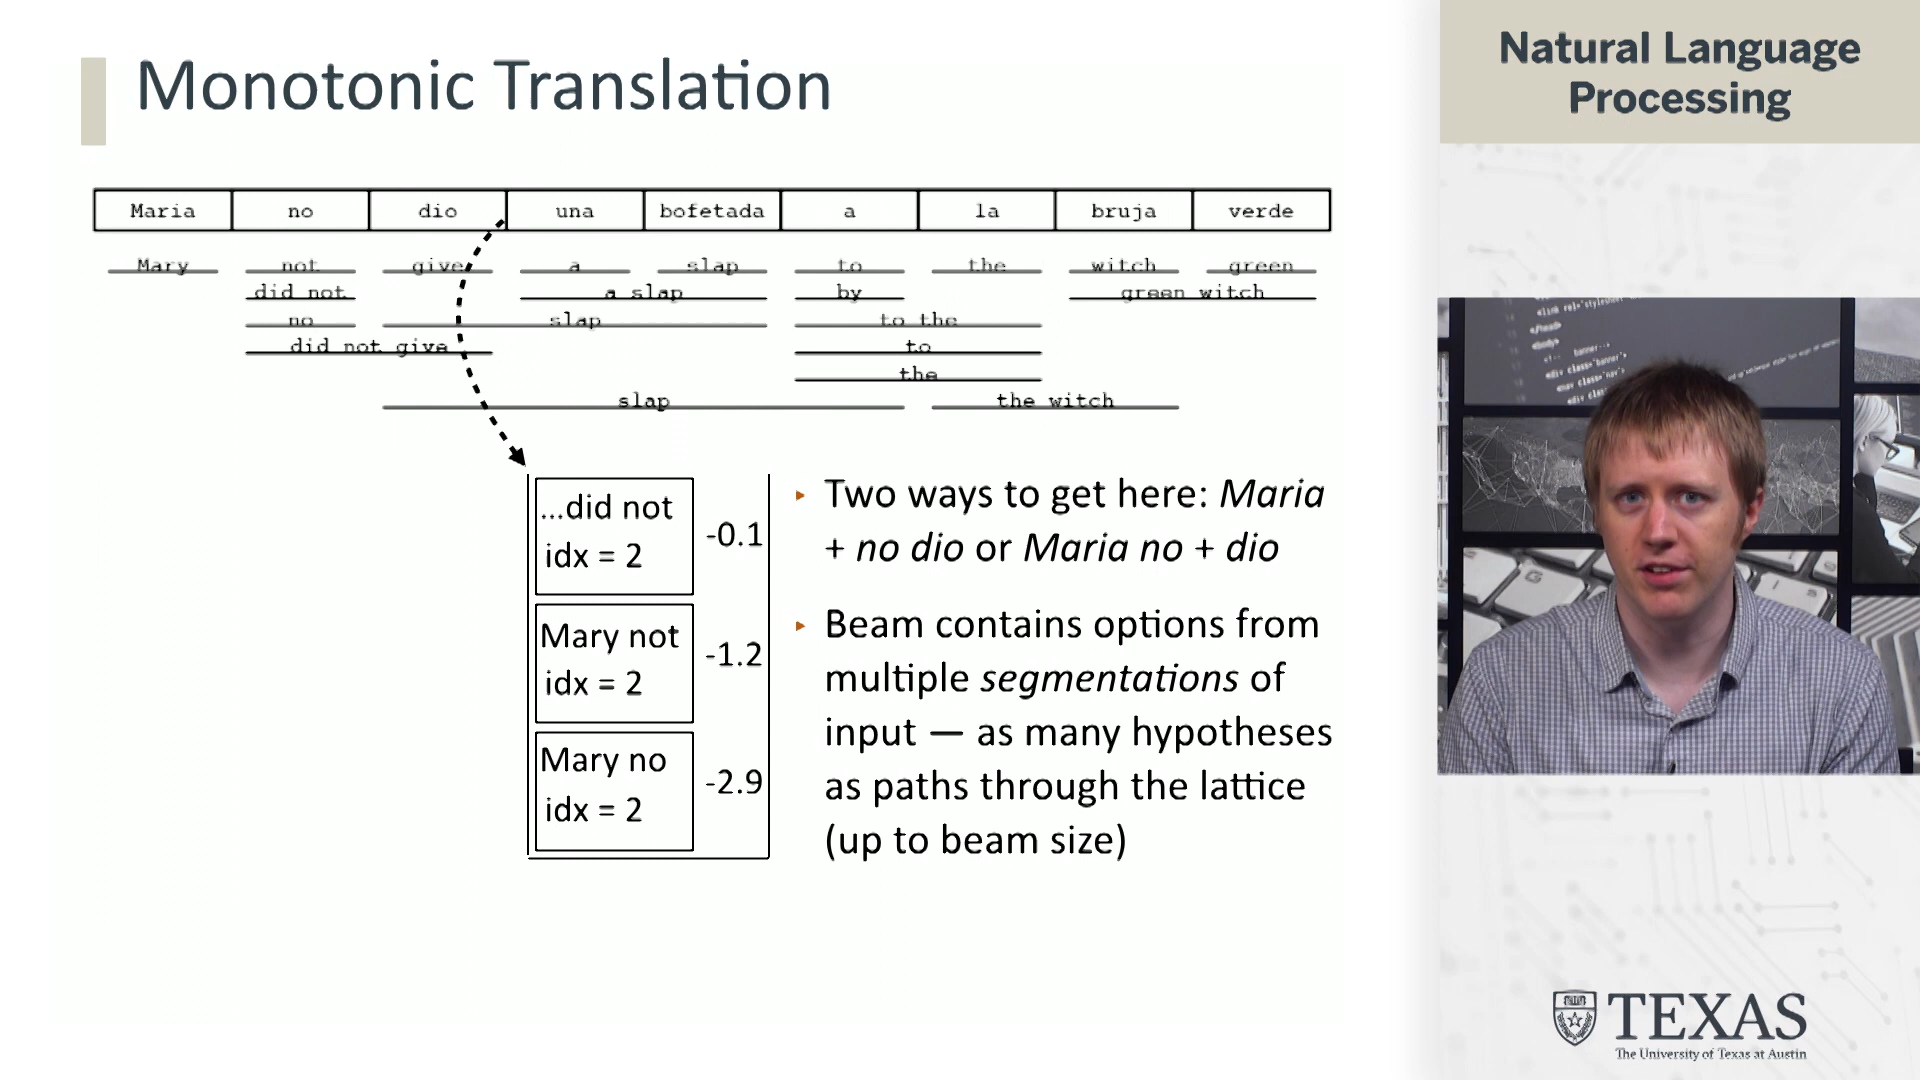 Monotonic Translation
Natural Language
Processing
Maria no dio una bofetada a la bruja verde
Mary not give a slap to the witch green
did not a slap by green witch
no slap to the
did not give to
the
slap the witch
...did not
idx = 2
-0.1
Mary not
idx = 2
-1.2
Mary no
idx = 2
-2.9
▸ Two ways to get here: Maria
+ no dio or Maria no + dio
▸ Beam contains options from
multiple segmentations of
input — as many hypotheses
as paths through the lattice
(up to beam size)
TEXAS
The University of Texas at Austin